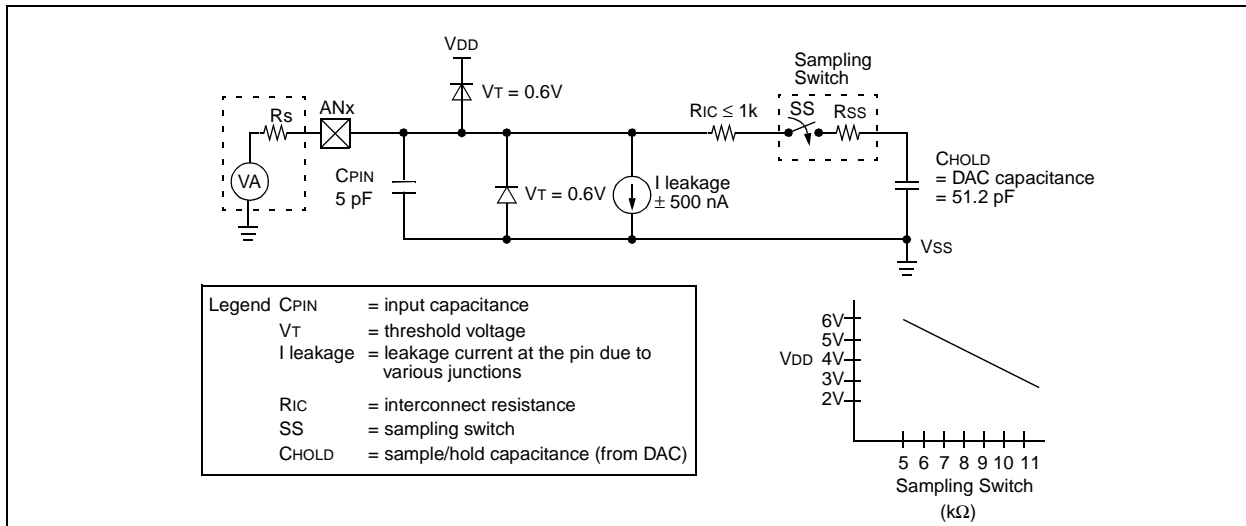 VDD
Sampling
Switch
VT = 0.6V
Rs
ANx
RIC ≤ 1k
SS
RSS
VA
CPIN
5 pF
VT = 0.6V
I leakage
± 500 nA
CHOLD
= DAC capacitance
= 51.2 pF
VSS
Legend CPIN = input capacitance
VT = threshold voltage
I leakage = leakage current at the pin due to
various junctions
RIC = interconnect resistance
SS = sampling switch
CHOLD = sample/hold capacitance (from DAC)
6V
5V
VDD 4V
3V
2V
5 6 7 8 9 10 11
Sampling Switch
(kΩ)